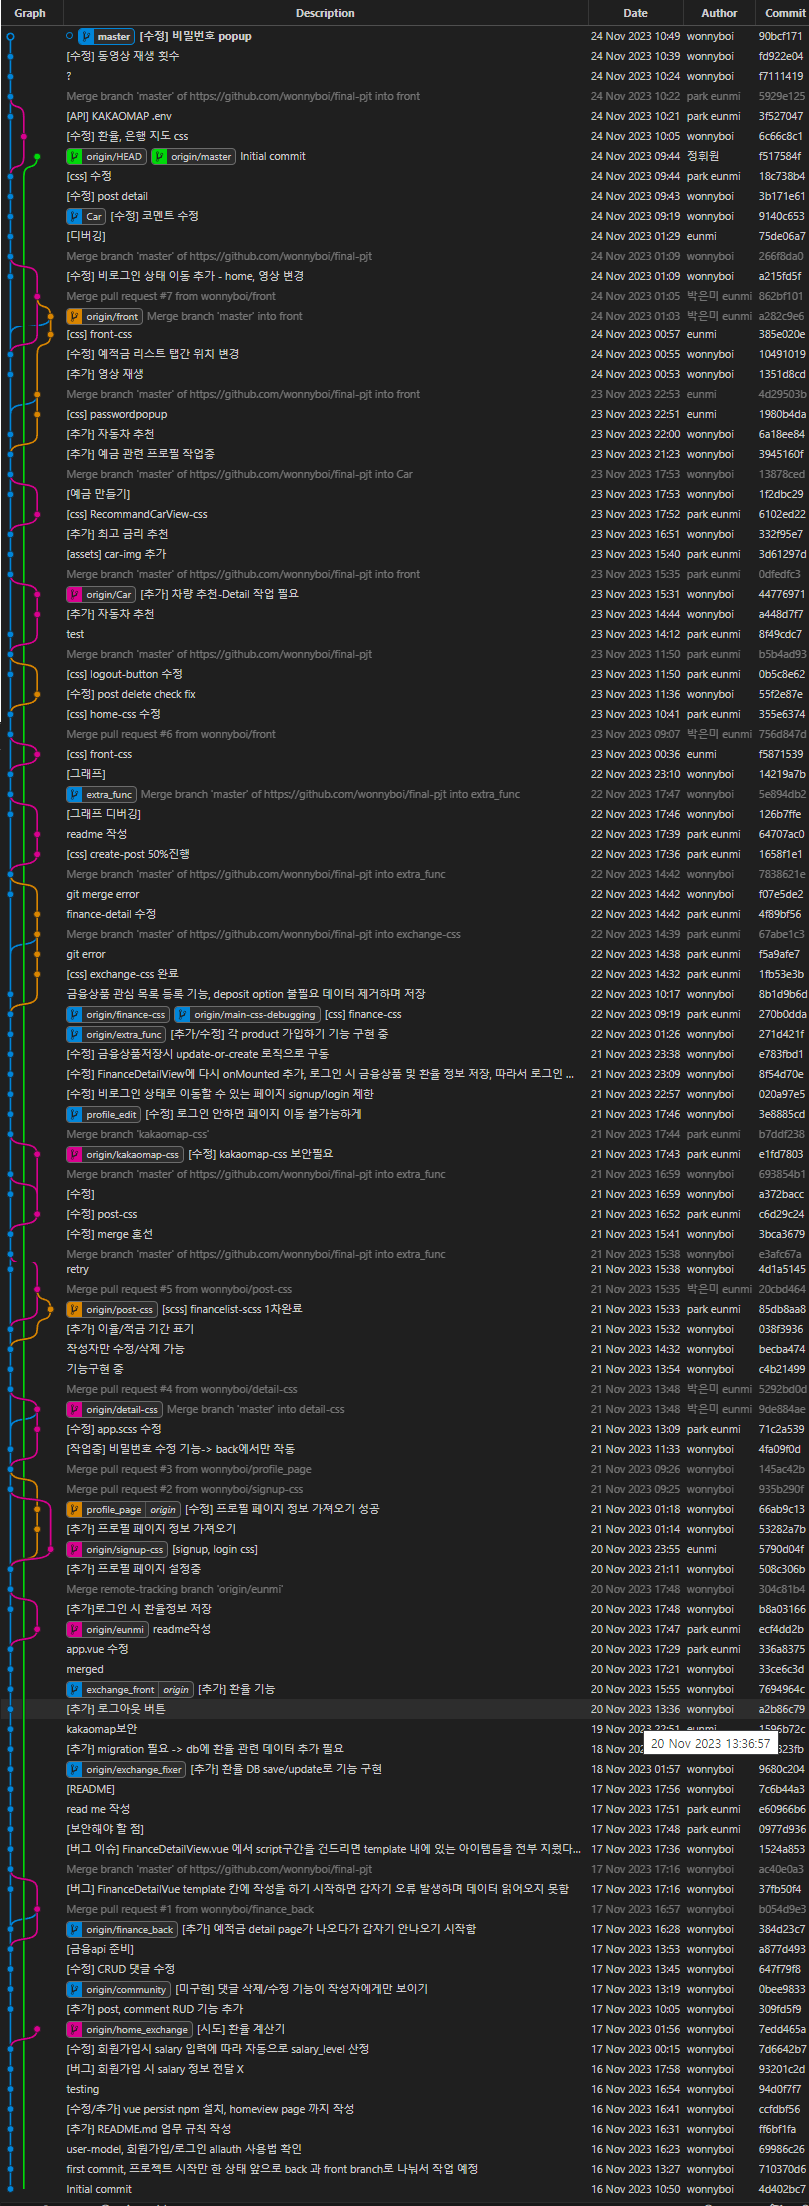 Graph Description Date Author Commit
master [수정] 비밀번호 popup 24 Nov 2023 10:49 wonnyboi 90bcf171
[수정] 동영상 재생 횟수 24 Nov 2023 10:39 wonnyboi fd922e04
? 24 Nov 2023 10:24 wonnyboi f7111419
Merge branch 'master' of https://github.com/wonnyboi/final-pjt into front 24 Nov 2023 10:22 park eunmi 5929e125
[API] KAKAOMAP .env 24 Nov 2023 10:21 park eunmi 3f527047
[수정] 환율, 은행 지도 css 24 Nov 2023 10:05 wonnyboi 6c66c8c1
origin/HEAD origin/master Initial commit 24 Nov 2023 09:44 정휘원 f517584f
[css] 수정 24 Nov 2023 09:44 park eunmi 18c738b4
[수정] post detail 24 Nov 2023 09:43 wonnyboi 3b171e61
Car [수정] 코멘트 수정 24 Nov 2023 09:19 wonnyboi 9140c653
[디버깅] 24 Nov 2023 01:29 eunmi 75de06a7
Merge branch 'master' of https://github.com/wonnyboi/final-pjt 24 Nov 2023 01:09 wonnyboi 266f8da0
[수정] 비로그인 상태 이동 추가 - home, 영상 변경 24 Nov 2023 01:09 wonnyboi a215fd5f
Merge pull request #7 from wonnyboi/front 24 Nov 2023 01:05 박은미 eunmi 862bf101
origin/front Merge branch 'master' into front 24 Nov 2023 01:03 박은미 eunmi a282c9e6
[css] front-css 24 Nov 2023 00:57 eunmi 385e020e
[수정] 예적금 리스트 탭간 위치 변경 24 Nov 2023 00:55 wonnyboi 10491019
[추가] 영상 재생 24 Nov 2023 00:53 wonnyboi 1351d8cd
Merge branch 'master' of https://github.com/wonnyboi/final-pjt into front 23 Nov 2023 22:53 eunmi 4d29503b
[css] passwordpopup 23 Nov 2023 22:51 eunmi 1980b4da
[추가] 자동차 추천 23 Nov 2023 22:00 wonnyboi 6a18ee84
[추가] 예금 관련 프로필 작업중 23 Nov 2023 21:23 wonnyboi 3945160f
Merge branch 'master' of https://github.com/wonnyboi/final-pjt into Car 23 Nov 2023 17:53 wonnyboi 13878ced
[예금 만들기] 23 Nov 2023 17:53 wonnyboi 1f2dbc29
[css] RecommandCarView-css 23 Nov 2023 17:52 park eunmi 6102ed22
[추가] 최고 금리 추천 23 Nov 2023 16:51 wonnyboi 332f95e7
[assets] car-img 추가 23 Nov 2023 15:40 park eunmi 3d61297d
Merge branch 'master' of https://github.com/wonnyboi/final-pjt into front 23 Nov 2023 15:35 park eunmi 0dfedfc3
origin/Car [추가] 차량 추천-Detail 작업 필요 23 Nov 2023 15:31 wonnyboi 44776971
[추가] 자동차 추천 23 Nov 2023 14:44 wonnyboi a448d7f7
test 23 Nov 2023 14:12 park eunmi 8f49cdc7
Merge branch 'master' of https://github.com/wonnyboi/final-pjt 23 Nov 2023 11:50 park eunmi b5b4ad93
[css] logout-button 수정 23 Nov 2023 11:50 park eunmi 0b5c8e62
[수정] post delete check fix 23 Nov 2023 11:36 wonnyboi 55f2e87e
[css] home-css 수정 23 Nov 2023 10:41 park eunmi 355e6374
Merge pull request #6 from wonnyboi/front 23 Nov 2023 09:07 박은미 eunmi 756d847d
[css] front-css 23 Nov 2023 00:36 eunmi f5871539
[그래프] 22 Nov 2023 23:10 wonnyboi 14219a7b
extra_func Merge branch 'master' of https://github.com/wonnyboi/final-pjt into extra_func 22 Nov 2023 17:47 wonnyboi 5e894db2
[그래프 디버깅] 22 Nov 2023 17:46 wonnyboi 126b7ffe
readme 작성 22 Nov 2023 17:39 park eunmi 64707ac0
[css] create-post 50%진행 22 Nov 2023 17:36 park eunmi 1658f1e1
Merge branch 'master' of https://github.com/wonnyboi/final-pjt into extra_func 22 Nov 2023 14:42 wonnyboi 7838621e
git merge error 22 Nov 2023 14:42 wonnyboi f07e5de2
finance-detail 수정 22 Nov 2023 14:42 park eunmi 4f89bf56
Merge branch 'master' of https://github.com/wonnyboi/final-pjt into exchange-css 22 Nov 2023 14:39 park eunmi 67abe1c3
git error 22 Nov 2023 14:38 park eunmi f5a9afe7
[css] exchange-css 완료 22 Nov 2023 14:32 park eunmi 1fb53e3b
금융상품 관심 목록 등록 기능, deposit option 불필요 데이터 제거하며 저장 22 Nov 2023 10:17 wonnyboi 8b1d9b6d
origin/finance-css origin/main-css-debugging [css] finance-css 22 Nov 2023 09:19 park eunmi 270b0dda
origin/extra_func [추가/수정] 각 product 가입하기 기능 구현 중 22 Nov 2023 01:26 wonnyboi 271d421f
[수정] 금융상품저장시 update-or-create 로직으로 구동 21 Nov 2023 23:38 wonnyboi e783fbd1
[수정] FinanceDetailView에 다시 onMounted 추가, 로그인 시 금융상품 및 환율 정보 저장, 따라서 로그인 ... 21 Nov 2023 23:09 wonnyboi 8f54d70e
[수정] 비로그인 상태로 이동할 수 있는 페이지 signup/login 제한 21 Nov 2023 22:57 wonnyboi 020a97e5
profile_edit [수정] 로그인 안하면 페이지 이동 불가능하게 21 Nov 2023 17:46 wonnyboi 3e8885cd
Merge branch 'kakaomap-css' 21 Nov 2023 17:44 park eunmi b7ddf238
origin/kakaomap-css [수정] kakaomap-css 보안필요 21 Nov 2023 17:43 park eunmi e1fd7803
Merge branch 'master' of https://github.com/wonnyboi/final-pjt into extra_func 21 Nov 2023 16:59 wonnyboi 693854b1
[수정] 21 Nov 2023 16:59 wonnyboi a372bacc
[수정] post-css 21 Nov 2023 16:52 park eunmi c6d29c24
[수정] merge 혼선 21 Nov 2023 15:41 wonnyboi 3bca3679
Merge branch 'master' of https://github.com/wonnyboi/final-pjt into extra_func 21 Nov 2023 15:38 wonnyboi e3afc67a
retry 21 Nov 2023 15:38 wonnyboi 4d1a5145
Merge pull request #5 from wonnyboi/post-css 21 Nov 2023 15:35 박은미 eunmi 20cbd464
origin/post-css [scss] financelist-scss 1차완료 21 Nov 2023 15:33 park eunmi 85db8aa8
[추가] 이율/적금 기간 표기 21 Nov 2023 15:32 wonnyboi 038f3936
작성자만 수정/삭제 가능 21 Nov 2023 14:32 wonnyboi becba474
기능구현 중 21 Nov 2023 13:54 wonnyboi c4b21499
Merge pull request #4 from wonnyboi/detail-css 21 Nov 2023 13:48 박은미 eunmi 5292bd0d
origin/detail-css Merge branch 'master' into detail-css 21 Nov 2023 13:48 박은미 eunmi 9de884ae
[수정] app.scss 수정 21 Nov 2023 13:09 park eunmi 71c2a539
[작업중] 비밀번호 수정 기능-> back에서만 작동 21 Nov 2023 11:33 wonnyboi 4fa09f0d
Merge pull request #3 from wonnyboi/profile_page 21 Nov 2023 09:26 wonnyboi 145ac42b
Merge pull request #2 from wonnyboi/signup-css 21 Nov 2023 09:25 wonnyboi 935b290f
profile_page origin [수정] 프로필 페이지 정보 가져오기 성공 21 Nov 2023 01:18 wonnyboi 66ab9c13
[추가] 프로필 페이지 정보 가져오기 21 Nov 2023 01:14 wonnyboi 53282a7b
origin/signup-css [signup, login css] 20 Nov 2023 23:55 eunmi 5790d04f
[추가] 프로필 페이지 설정중 20 Nov 2023 21:11 wonnyboi 508c306b
Merge remote-tracking branch 'origin/eunmi' 20 Nov 2023 17:48 wonnyboi 304c81b4
[추가]로그인 시 환율정보 저장 20 Nov 2023 17:48 wonnyboi b8a03166
origin/eunmi readme작성 20 Nov 2023 17:47 park eunmi ecf4dd2b
app.vue 수정 20 Nov 2023 17:29 park eunmi 336a8375
merged 20 Nov 2023 17:21 wonnyboi 33ce6c3d
exchange_front origin [추가] 환율 기능 20 Nov 2023 15:55 wonnyboi 7694964c
[추가] 로그아웃 버튼 20 Nov 2023 13:36 wonnyboi a2b86c79
kakaomap보안 19 Nov 2023 22:51 eunmi 1596b72c
20 Nov 2023 13:36:57
[추가] migration 필요 -> db에 환율 관련 데이터 추가 필요 18 Nov 202 323fb
origin/exchange_fixer [추가] 환율 DB save/update로 기능 구현 18 Nov 2023 01:57 wonnyboi 9680c204
[README] 17 Nov 2023 17:56 wonnyboi 7c6b44a3
read me 작성 17 Nov 2023 17:51 park eunmi e60966b6
[보안해야 할 점] 17 Nov 2023 17:48 park eunmi 0977d936
[버그 이슈] FinanceDetailView.vue 에서 script구간을 건드리면 template 내에 있는 아이템들을 전부 지웠다... 17 Nov 2023 17:36 wonnyboi 1524a853
Merge branch 'master' of https://github.com/wonnyboi/final-pjt 17 Nov 2023 17:16 wonnyboi ac40e0a3
[버그] FinanceDetailVue template 칸에 작성을 하기 시작하면 갑자기 오류 발생하며 데이터 읽어오지 못함 17 Nov 2023 17:16 wonnyboi 37fb50f4
Merge pull request #1 from wonnyboi/finance_back 17 Nov 2023 16:57 wonnyboi b054d9e3
origin/finance_back [추가] 예적금 detail page가 나오다가 갑자기 안나오기 시작함 17 Nov 2023 16:28 wonnyboi 384d23c7
[금융api 준비] 17 Nov 2023 13:53 wonnyboi a877d493
[수정] CRUD 댓글 수정 17 Nov 2023 13:45 wonnyboi 647f79f8
origin/community [미구현] 댓글 삭제/수정 기능이 작성자에게만 보이기 17 Nov 2023 13:19 wonnyboi 0bee9833
[추가] post, comment RUD 기능 추가 17 Nov 2023 10:05 wonnyboi 309fd5f9
origin/home_exchange [시도] 환율 계산기 17 Nov 2023 01:56 wonnyboi 7edd465a
[수정] 회원가입시 salary 입력에 따라 자동으로 salary_level 산정 17 Nov 2023 00:15 wonnyboi 7d6642b7
[버그] 회원가입 시 salary 정보 전달 X 16 Nov 2023 17:58 wonnyboi 93201c2d
testing 16 Nov 2023 16:54 wonnyboi 94d0f7f7
[수정/추가] vue persist npm 설치, homeview page 까지 작성 16 Nov 2023 16:41 wonnyboi ccfdbf56
[추가] README.md 업무 규칙 작성 16 Nov 2023 16:31 wonnyboi ff6bf1fa
user-model, 회원가입/로그인 allauth 사용법 확인 16 Nov 2023 16:23 wonnyboi 69986c26
first commit, 프로젝트 시작만 한 상태 앞으로 back 과 front branch로 나눠서 작업 예정 16 Nov 2023 13:27 wonnyboi 710370d6
Initial commit 16 Nov 2023 10:50 wonnyboi 4d402bc7